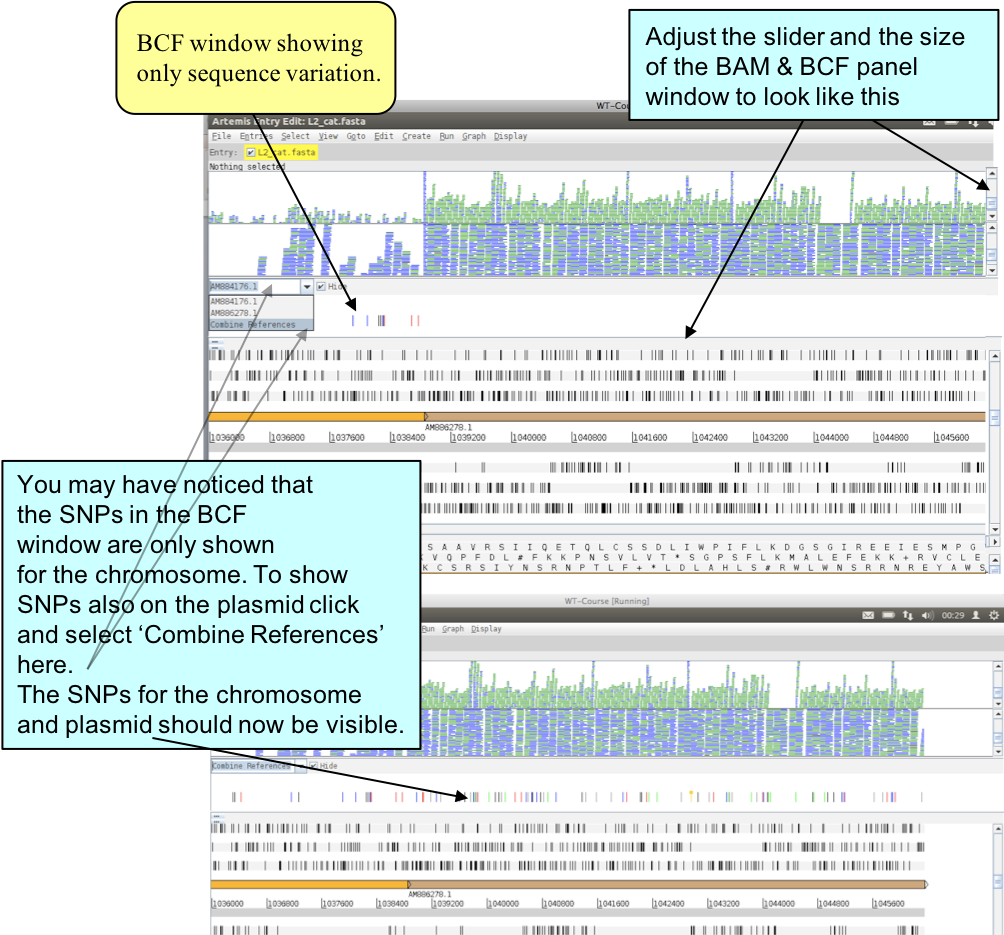 BCF window showing
only sequence variation.
Adjust the slider and the size
of the BAM & BCF panel
window to look like this
WT-Cou
Artemis Entry Edit: L2_cat.fasta
File Entries Select View Goto Edit Create Run Graph Display
Entry: L2_cat.fasta
Nothing selected
AM884176.1 Hide
AM884176.1
AM886278.1
Combine References
AM886278.1
1036000 1036800 1037600 1038400 1039200 1040000 1040800 1041600 1042400 1043200 1044000 1044800 1045600
You may have noticed that
the SNPs in the BCF
window are only shown
for the chromosome. To show
SNPs also on the plasmid click
and select ‘Combine References’
here.
The SNPs for the chromosome
and plasmid should now be visible.
S A A V R S I I Q E T Q L C S S D L I W P I F L K D G S G I R E E I E S M P G
V Q P F D L # F K K P N S V L V T * S G P S F L K M A L E F E K K + R V C L E
K C S R S I Y N S R N P T L F + * L D L A H L S # R W L W N S R R N R E Y A W S
WT-Course [Running]
00:29
Run Graph Display
Combine References Hide
AM886278.1
1036000 1036800 1037600 1038400 1039200 1040000 1040800 1041600 1042400 1043200 1044000 1044800 1045600